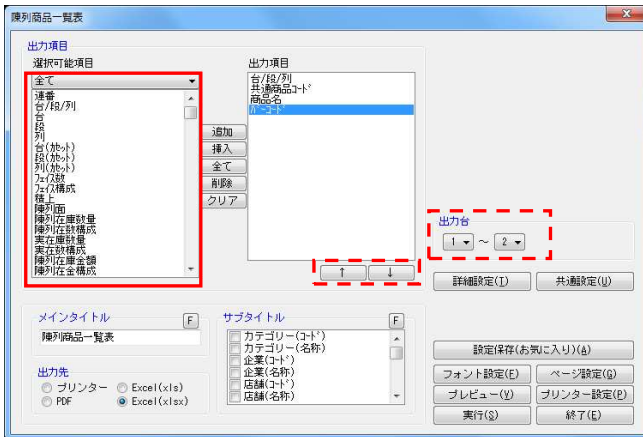 陳列商品一覧表
出力項目
選択可能項目
全て
連番
台/段/列
台
段
列
台(ｶｾｯﾄ)
段(ｶｾｯﾄ)
列(ｶｾｯﾄ)
ﾌｪｲｽ数
ﾌｪｲｽ構成
積上
陳列面
陳列在庫数量
陳列在数構成
実在庫数量
実在数構成
陳列在庫金額
陳列在金構成
追加
挿入
全て
削除
クリア
出力項目
台/段/列
共通商品ｺｰﾄﾞ
商品名
ﾊﾞｰｺｰﾄﾞ
↑ ↓
出力台
1 ～ 2
詳細設定(I) 共通設定(U)
メインタイトル F
陳列商品一覧表
出力先
プリンター Excel(xls)
PDF Excel(xlsx)
サブタイトル F
カテゴリー(ｺｰﾄﾞ)
カテゴリー(名称)
企業(ｺｰﾄﾞ)
企業(名称)
店舗(ｺｰﾄﾞ)
店舗(名称)
設定保存(お気に入り)(A)
フォント設定(F) ページ設定(G)
プレビュー(V) プリンター設定(P)
実行(S) 終了(E)